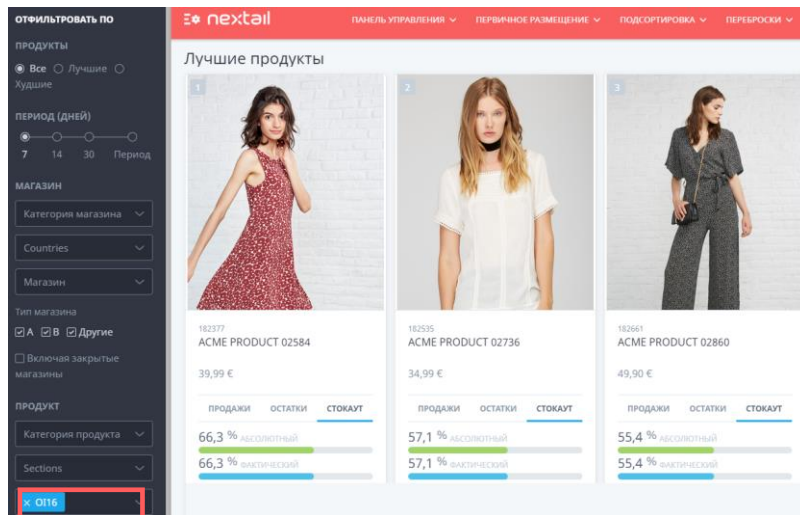 ОТФИЛЬТРОВАТЬ ПО
ПРОДУКТЫ
Все Лучшие
Худшие
ПЕРИОД (ДНЕЙ)
7 14 30 Период
МАГАЗИН
Категория магазина
Countries
Магазин
Тип магазина
A B Другие
Включая закрытые
магазины
ПРОДУКТ
Категория продукта
Sections
× OI16
nextail
ПАНЕЛЬ УПРАВЛЕНИЯ ПЕРВИЧНОЕ РАЗМЕЩЕНИЕ ПОДСОРТИРОВКА ПЕРЕБРОСКИ
Лучшие продукты
1
182377
ACME PRODUCT 02584
39,99 €
ПРОДАЖИ ОСТАТКИ СТОКАУТ
66,3 % АБСОЛЮТНЫЙ
66,3 % ФАКТИЧЕСКИЙ
2
182535
ACME PRODUCT 02736
34,99 €
ПРОДАЖИ ОСТАТКИ СТОКАУТ
57,1 % АБСОЛЮТНЫЙ
57,1 % ФАКТИЧЕСКИЙ
3
182661
ACME PRODUCT 02860
49,90 €
ПРОДАЖИ ОСТАТКИ СТОКАУТ
55,4 % АБСОЛЮТНЫЙ
55,4 % ФАКТИЧЕСКИЙ